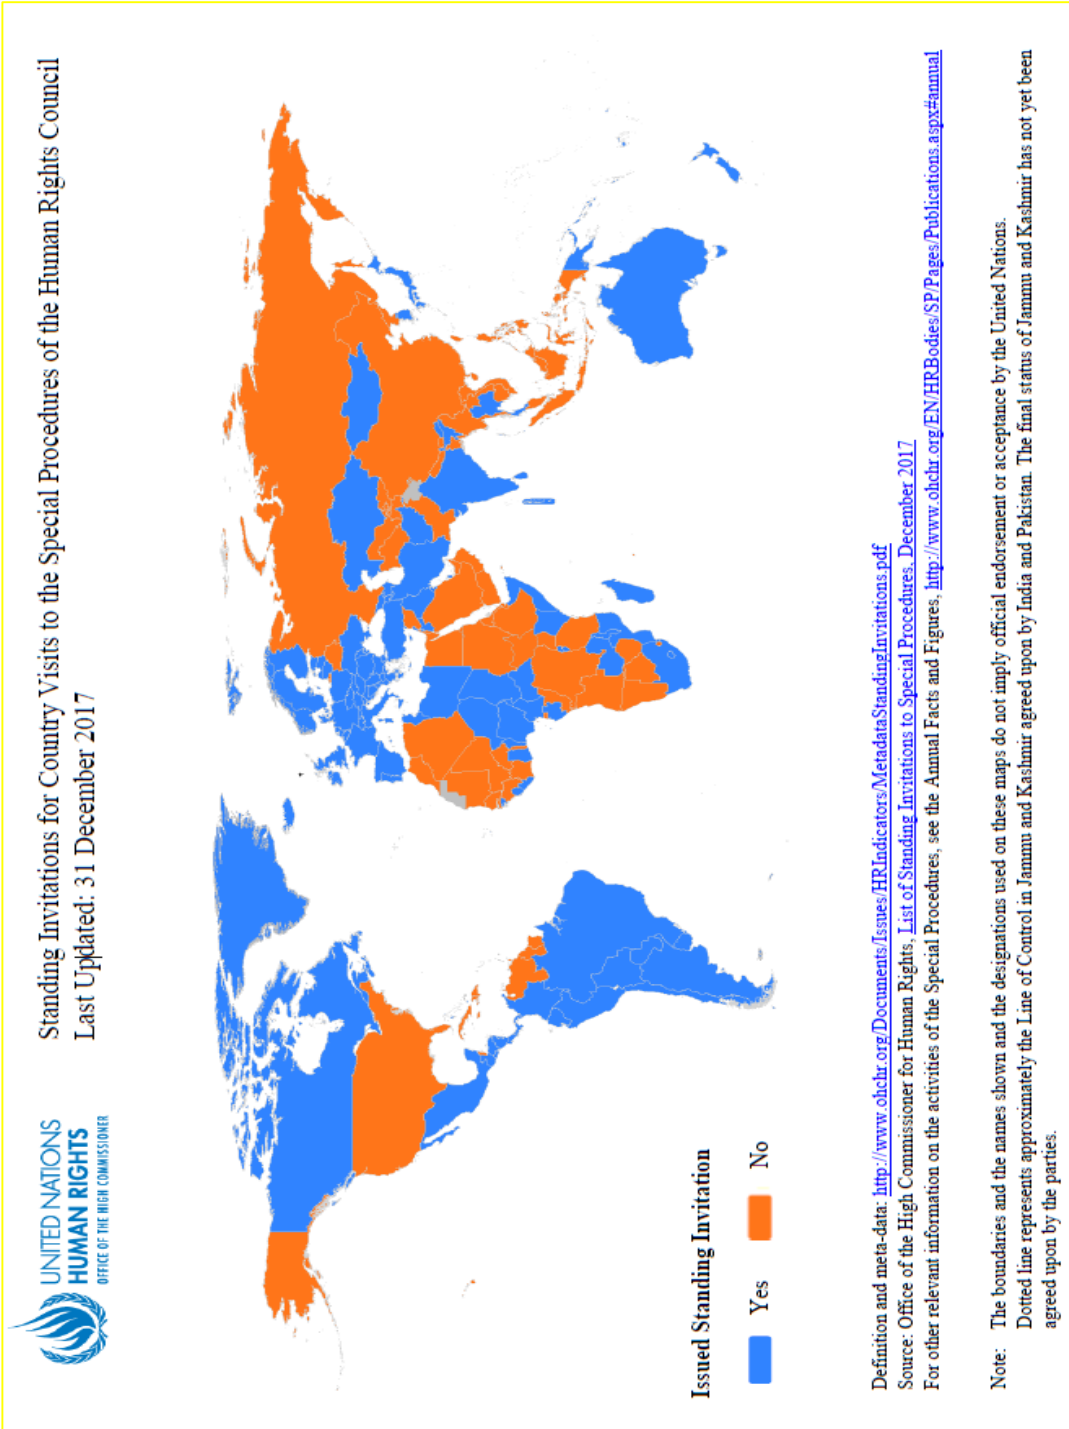 UNITED NATIONS
HUMAN RIGHTS
OFFICE OF THE HIGH COMMISSIONER
Standing Invitations for Country Visits to the Special Procedures of the Human Rights Council
Last Updated: 31 December 2017
Issued Standing Invitation
Yes
No
Definition and meta-data: http://www.ohchr.org/Documents/Issues/HRIndicators/MetadataStandingInvitations.pdf
Source: Office of the High Commissioner for Human Rights, List of Standing Invitations to Special Procedures, December 2017
For other relevant information on the activities of the Special Procedures, see the Annual Facts and Figures, http://www.ohchr.org/EN/HRBodies/SP/Pages/Publications.aspx#annual
Note: The boundaries and the names shown and the designations used on these maps do not imply official endorsement or acceptance by the United Nations.
Dotted line represents approximately the Line of Control in Jammu and Kashmir agreed upon by India and Pakistan. The final status of Jammu and Kashmir has not yet been
agreed upon by the parties.